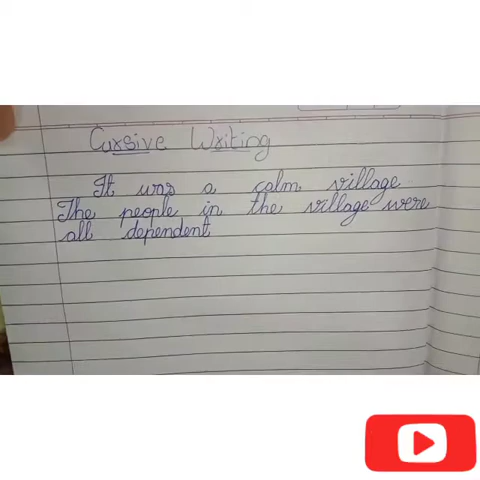 Cursive Writing
It was a calm village
The people in the village were
all dependent